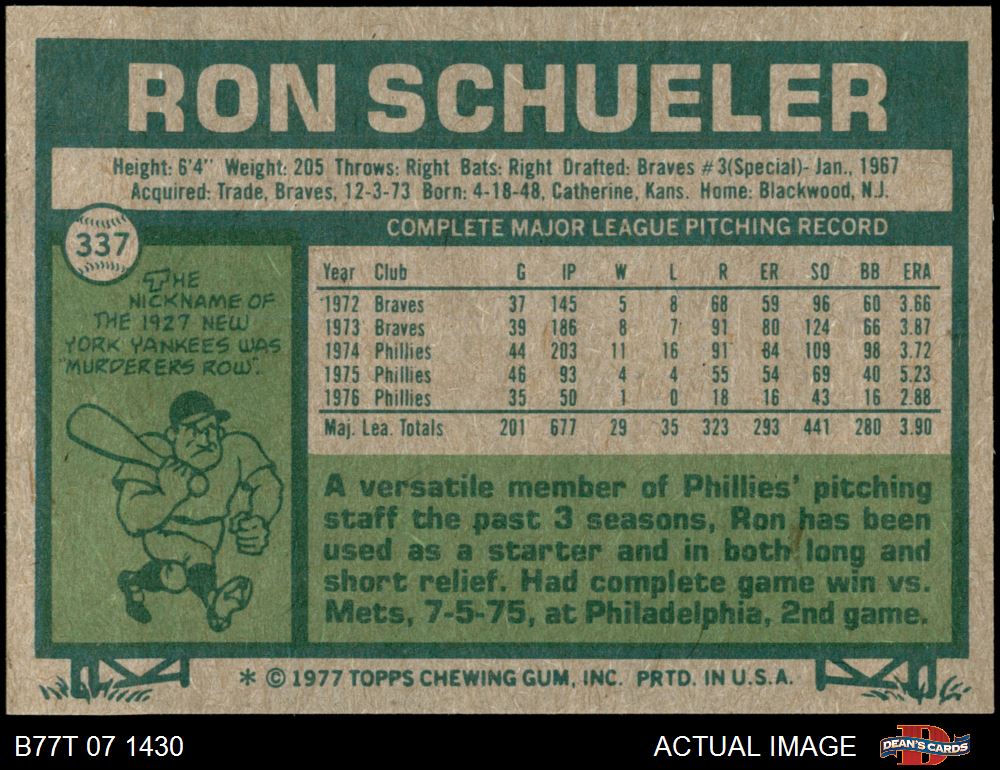 RON SCHUELER
Height: 6'4" Weight: 205 Throws: Right Bats: Right Drafted: Braves #3(Special)- Jan., 1967
Acquired: Trade, Braves, 12-3-73 Born: 4-18-48, Catherine, Kans. Home: Blackwood, N.J.
337
COMPLETE MAJOR LEAGUE PITCHING RECORD
THE
NICKNAME OF
THE 1927 NEW
YORK YANKEES WAS
"MURDERERS ROW".
Year Club G IP W L R ER SO BB ERA
1972 Braves 37 145 5 8 68 59 96 60 3.66
1973 Braves 39 186 8 7 91 80 124 66 3.87
1974 Phillies 44 203 11 16 91 84 109 98 3.72
1975 Phillies 46 93 4 4 55 54 69 40 5.23
1976 Phillies 35 50 1 0 18 16 43 16 2.88
Maj. Lea. Totals 201 677 29 35 323 293 441 280 3.90
A versatile member of Phillies' pitching
staff the past 3 seasons, Ron has been
used as a starter and in both long and
short relief. Had complete game win vs.
Mets, 7-5-75, at Philadelphia, 2nd game.
* © 1977 TOPPS CHEWING GUM, INC. PRTD. IN U.S.A.
B77T 07 1430
ACTUAL IMAGE
D
DEAN'S CARDS